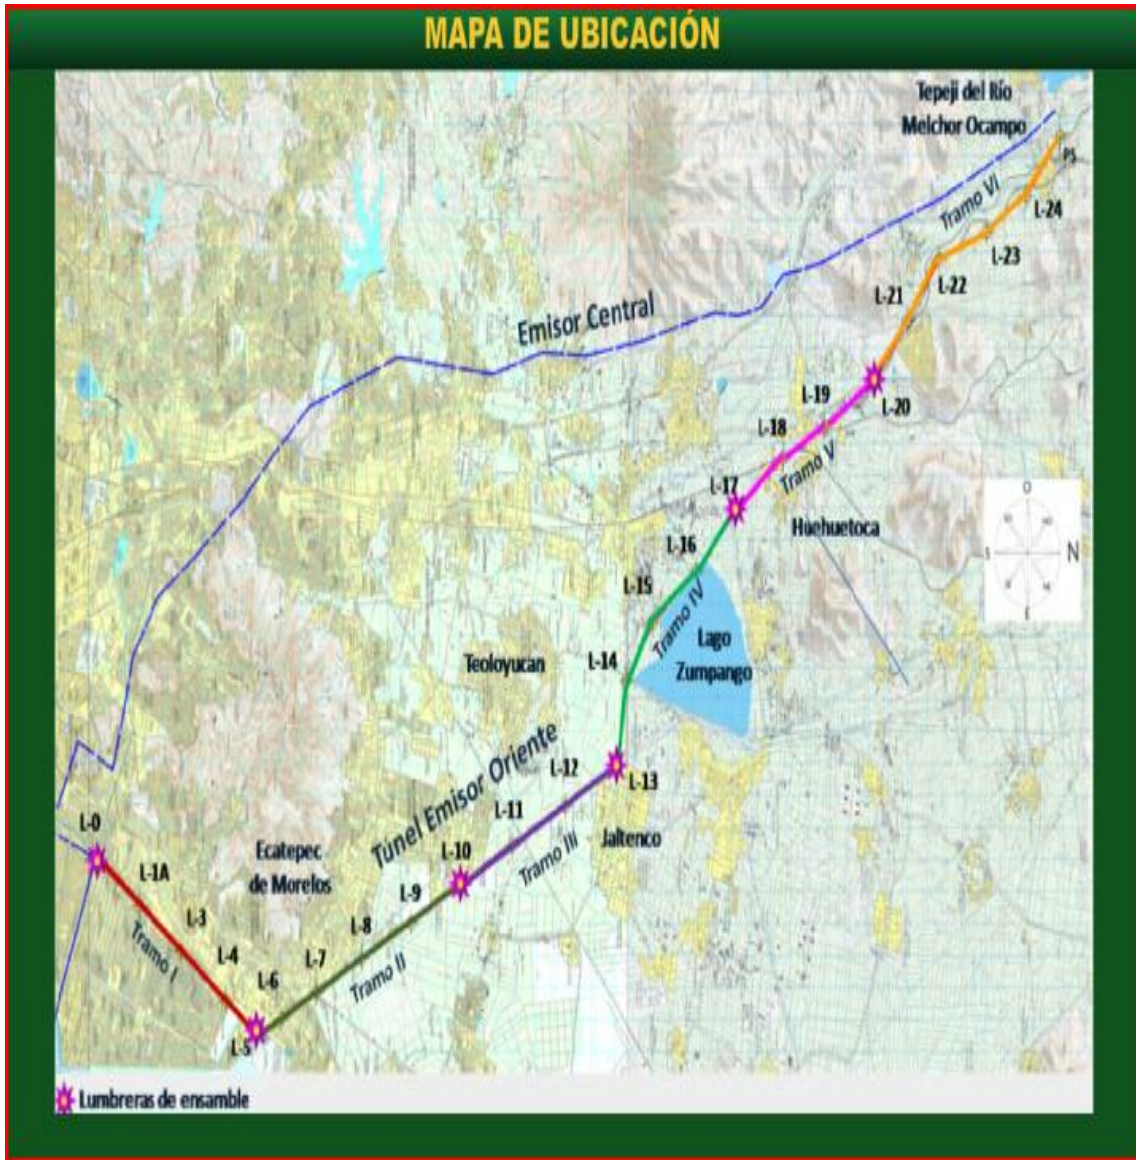 MAPA DE UBICACIÓN
Tepeji del Río
Melchor Ocampo
PS
Tramo VI
L-24
L-23
L-22
L-21
Emisor Central
L-20
L-19
L-18
Tramo V
L-17
Huehuetoca
N
L-16
L-15
Tramo IV
Lago
Zumpango
L-14
Teoloyucan
Túnel Emisor Oriente
L-13
L-12
L-11
Jaltenco
Tramo III
L-10
L-0
Ecatepec
de Morelos
L-1A
L-9
L-8
L-3
Tramo I
L-4
L-7
Tramo II
L-6
L-5
Lumbreras de ensamble